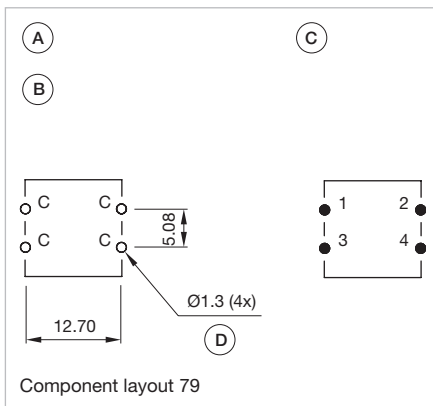 A C
B
C C 1 2
5.08
C C 3 4
Ø1.3 (4x)
12.70 D
Component layout 79